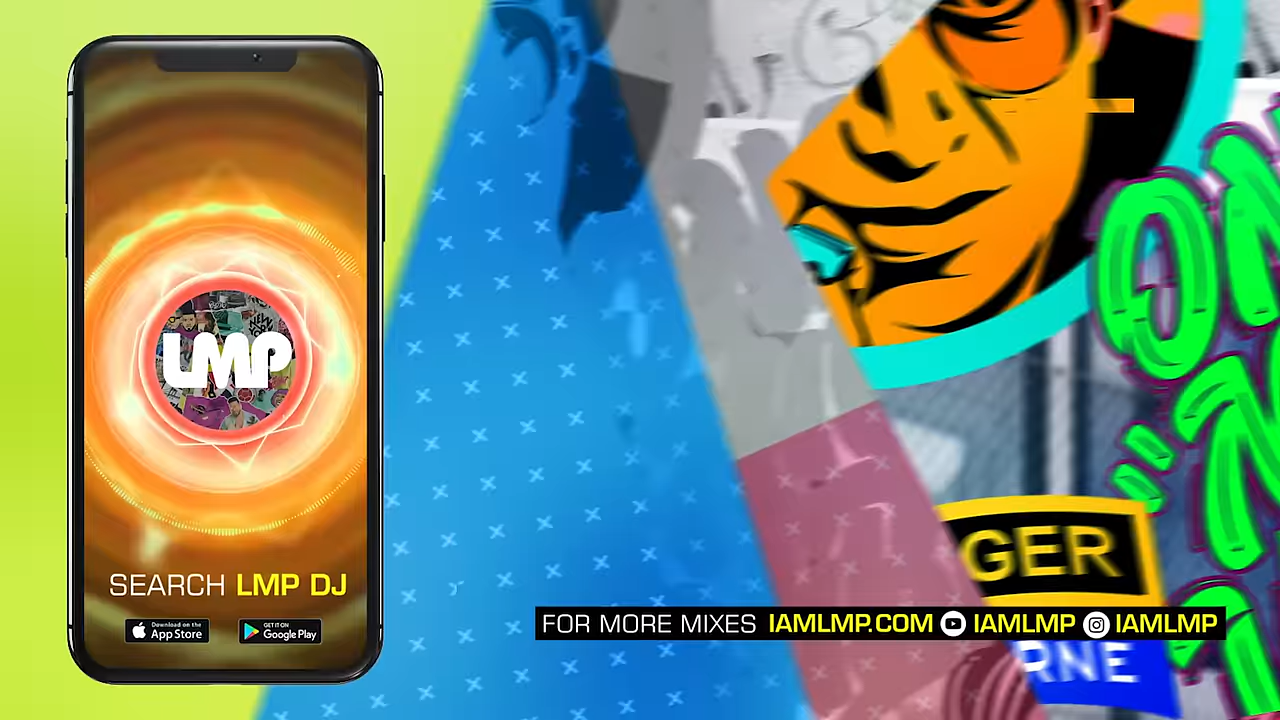 LMP
SEARCH LMP DJ
Download on the
App Store
GET IT ON
Google Play
GER
FOR MORE MIXES IAMLMP.COM IAMLMP IAMLMP
RNE